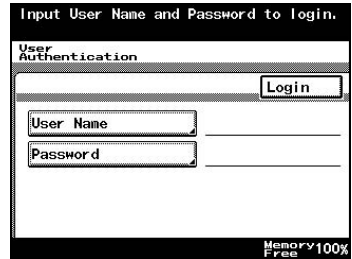 Input User Name and Password to login.
User
Authentication
Login
User Name
Password
Memory
Free 100%